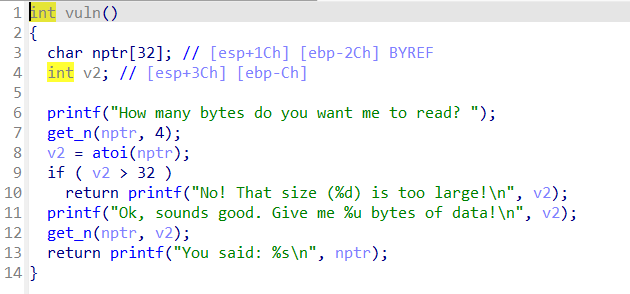 1 int vuln()
2 {
3 char nptr[32]; // [esp+1Ch] [ebp-2Ch] BYREF
4 int v2; // [esp+3Ch] [ebp-Ch]
5
6 printf("How many bytes do you want me to read? ");
7 get_n(nptr, 4);
8 v2 = atoi(nptr);
9 if ( v2 > 32 )
10 return printf("No! That size (%d) is too large!\n", v2);
11 printf("Ok, sounds good. Give me %u bytes of data!\n", v2);
12 get_n(nptr, v2);
13 return printf("You said: %s\n", nptr);
14 }